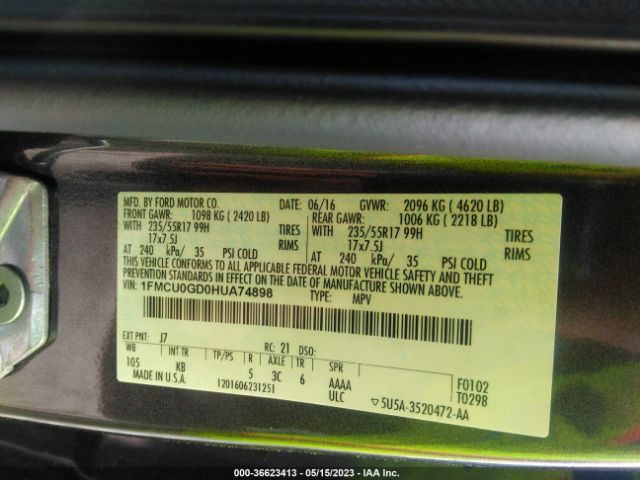 MFD. BY FORD MOTOR CO. DATE: 06/16 GVWR: 2096 KG ( 4620 LB)
FRONT GAWR: 1098 KG ( 2420 LB) REAR GAWR: 1006 KG ( 2218 LB)
WITH 235/55R17 99H TIRES WITH 235/55R17 99H TIRES
17x7.5J RIMS 17x7.5J RIMS
AT 240 kPa/ 35 PSI COLD AT 240 kPa/ 35 PSI COLD
THIS VEHICLE CONFORMS TO ALL APPLICABLE FEDERAL MOTOR VEHICLE SAFETY AND THEFT
PREVENTION STANDARDS IN EFFECT ON THE DATE OF MANUFACTURE SHOWN ABOVE.
VIN: 1FMCU0GD0HUA74898 TYPE: MPV
EXT PNT: J7 RC: 21 DSO:
WB INT TR TP/PS R AXLE TR SPR
105 KB 5 3C 6 AAAA F0102
MADE IN U.S.A. 1201606231251 ULC 5U5A-3520472-AA T0298
000-36623413 - 05/15/2023 - IAA Inc.